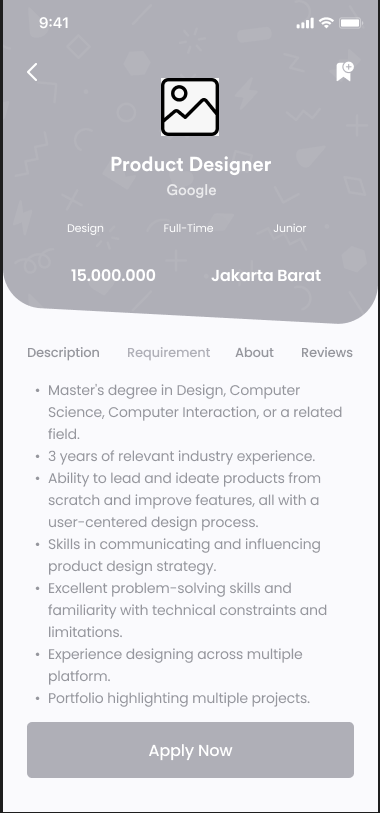 9:41
Product Designer
Google
Design Full-Time Junior
15.000.000 Jakarta Barat
Description Requirement About Reviews
• Master's degree in Design, Computer
Science, Computer Interaction, or a related
field.
• 3 years of relevant industry experience.
• Ability to lead and ideate products from
scratch and improve features, all with a
user-centered design process.
• Skills in communicating and influencing
product design strategy.
• Excellent problem-solving skills and
familiarity with technical constraints and
limitations.
• Experience designing across multiple
platform.
• Portfolio highlighting multiple projects.
Apply Now